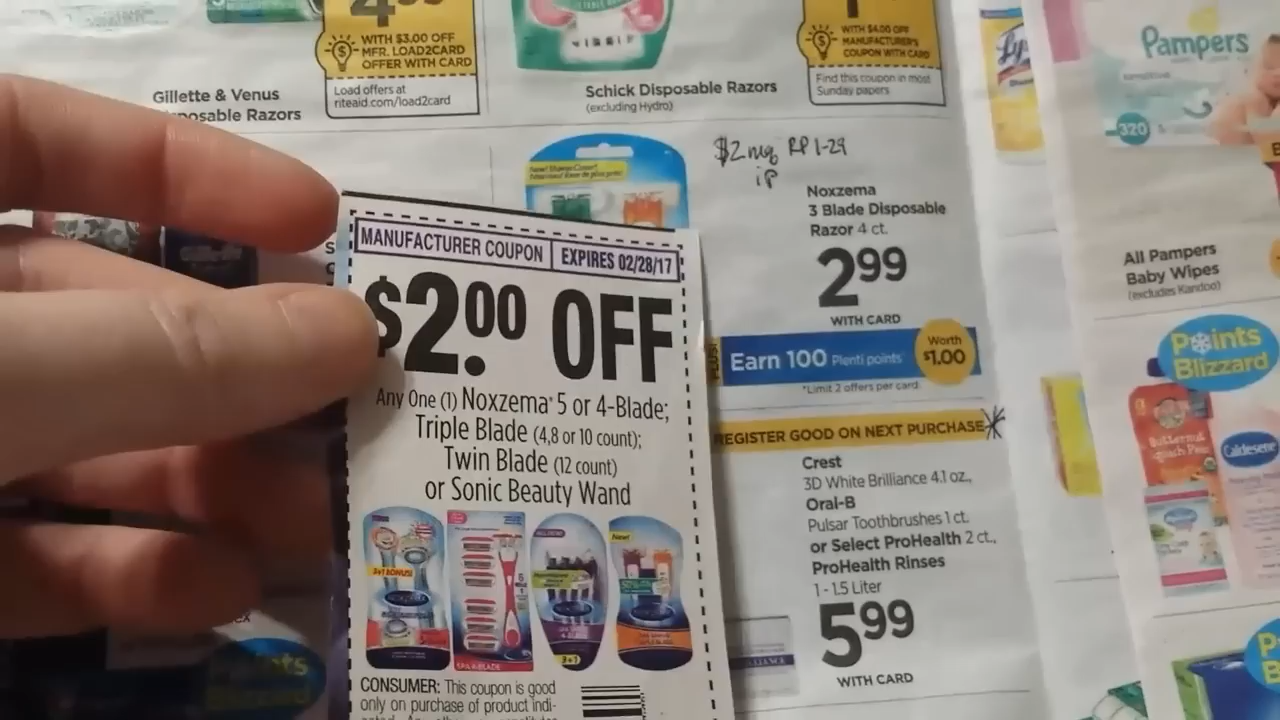 WITH $3.00 OFF
MFR. LOAD2CARD
OFFER WITH CARD
Load offers at
riteaid.com/load2card
Gillette & Venus
posable Razors
Schick Disposable Razors
(excluding Hydro)
WITH $4.00 OFF
MANUFACTURER'S
COUPON WITH CARD
Find this coupon in most
Sunday papers
Pampers
sensitive
320
$2 mq RP 1-29
ip
Noxzema
3 Blade Disposable
Razor 4 ct.
2.99
WITH CARD
PLUS!
Earn 100 Plenti points
Worth
$1.00
*Limit 2 offers per card
REGISTER GOOD ON NEXT PURCHASE
Crest
3D White Brilliance 4.1 oz.,
Oral-B
Pulsar Toothbrushes 1 ct.
or Select ProHealth 2 ct.,
ProHealth Rinses
1 - 1.5 Liter
5.99
WITH CARD
All Pampers
Baby Wipes
(excludes Kandoo)
Points
Blizzard
Butternut
Caldesene
MANUFACTURER COUPON
EXPIRES 02/28/17
$2.00 OFF
Any One (1) Noxzema® 5 or 4-Blade;
Triple Blade (4,8 or 10 count);
Twin Blade (12 count)
or Sonic Beauty Wand
CONSUMER: This coupon is good
only on purchase of product indi-
Blizzard